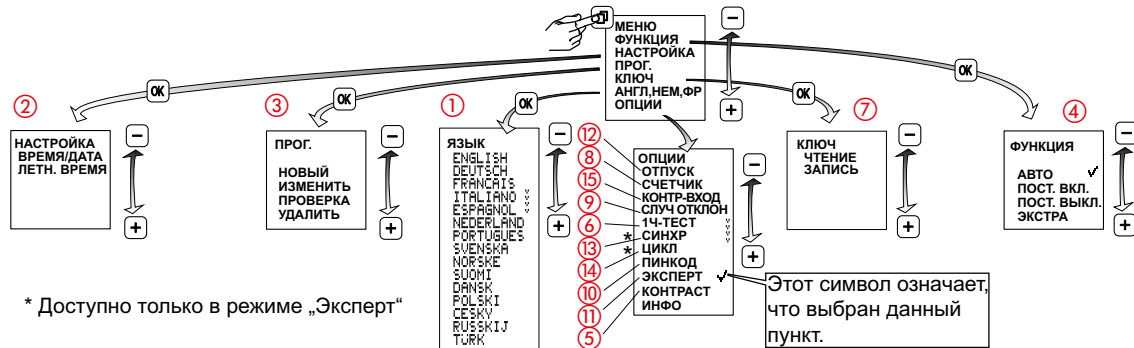 МЕНЮ
ФУНКЦИЯ
НАСТРОЙКА
ПРОГ.
КЛЮЧ
АНГЛ,НЕМ,ФР
ОПЦИИ
−
+
OK
OK
OK
OK
OK
2
НАСТРОЙКА
ВРЕМЯ/ДАТА
ЛЕТН. ВРЕМЯ
−
+
3
ПРОГ.
НОВЫЙ
ИЗМЕНИТЬ
ПРОВЕРКА
УДАЛИТЬ
−
+
1
ЯЗЫК
ENGLISH
DEUTSCH
FRANCAIS
ITALIANO
ESPAGNOL
NEDERLAND
PORTUGUES
SVENSKA
NORSKE
SUOMI
DANSK
POLSKI
CESKY
RUSSKIJ
TURK
−
+
12
8
15
9
6
* 13
* 14
10
11
5
ОПЦИИ
ОТПУСК
СЧЕТЧИК
КОНТР-ВХОД
СЛУЧ ОТКЛОН
1Ч-ТЕСТ
СИНХР
ЦИКЛ
ПИНКОД
ЭКСПЕРТ
КОНТРАСТ
ИНФО
−
+
7
КЛЮЧ
ЧТЕНИЕ
ЗАПИСЬ
−
+
4
ФУНКЦИЯ
АВТО ✓
ПОСТ. ВКЛ.
ПОСТ. ВЫКЛ.
ЭКСТРА
−
+
Этот символ означает,
что выбран данный
пункт.
* Доступно только в режиме „Эксперт“